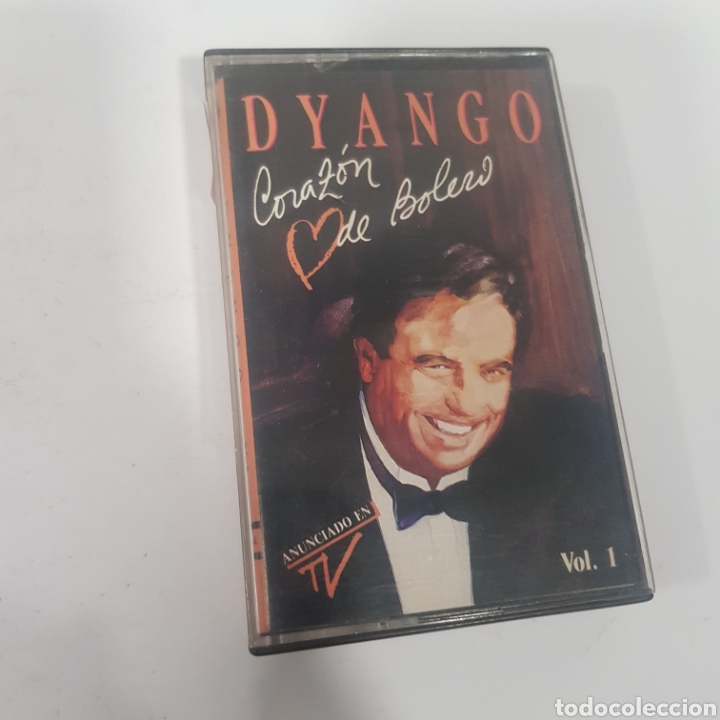 DYANGO
Corazón
de Bolero
ANUNCIADO EN
TV
Vol. 1
todocoleccion